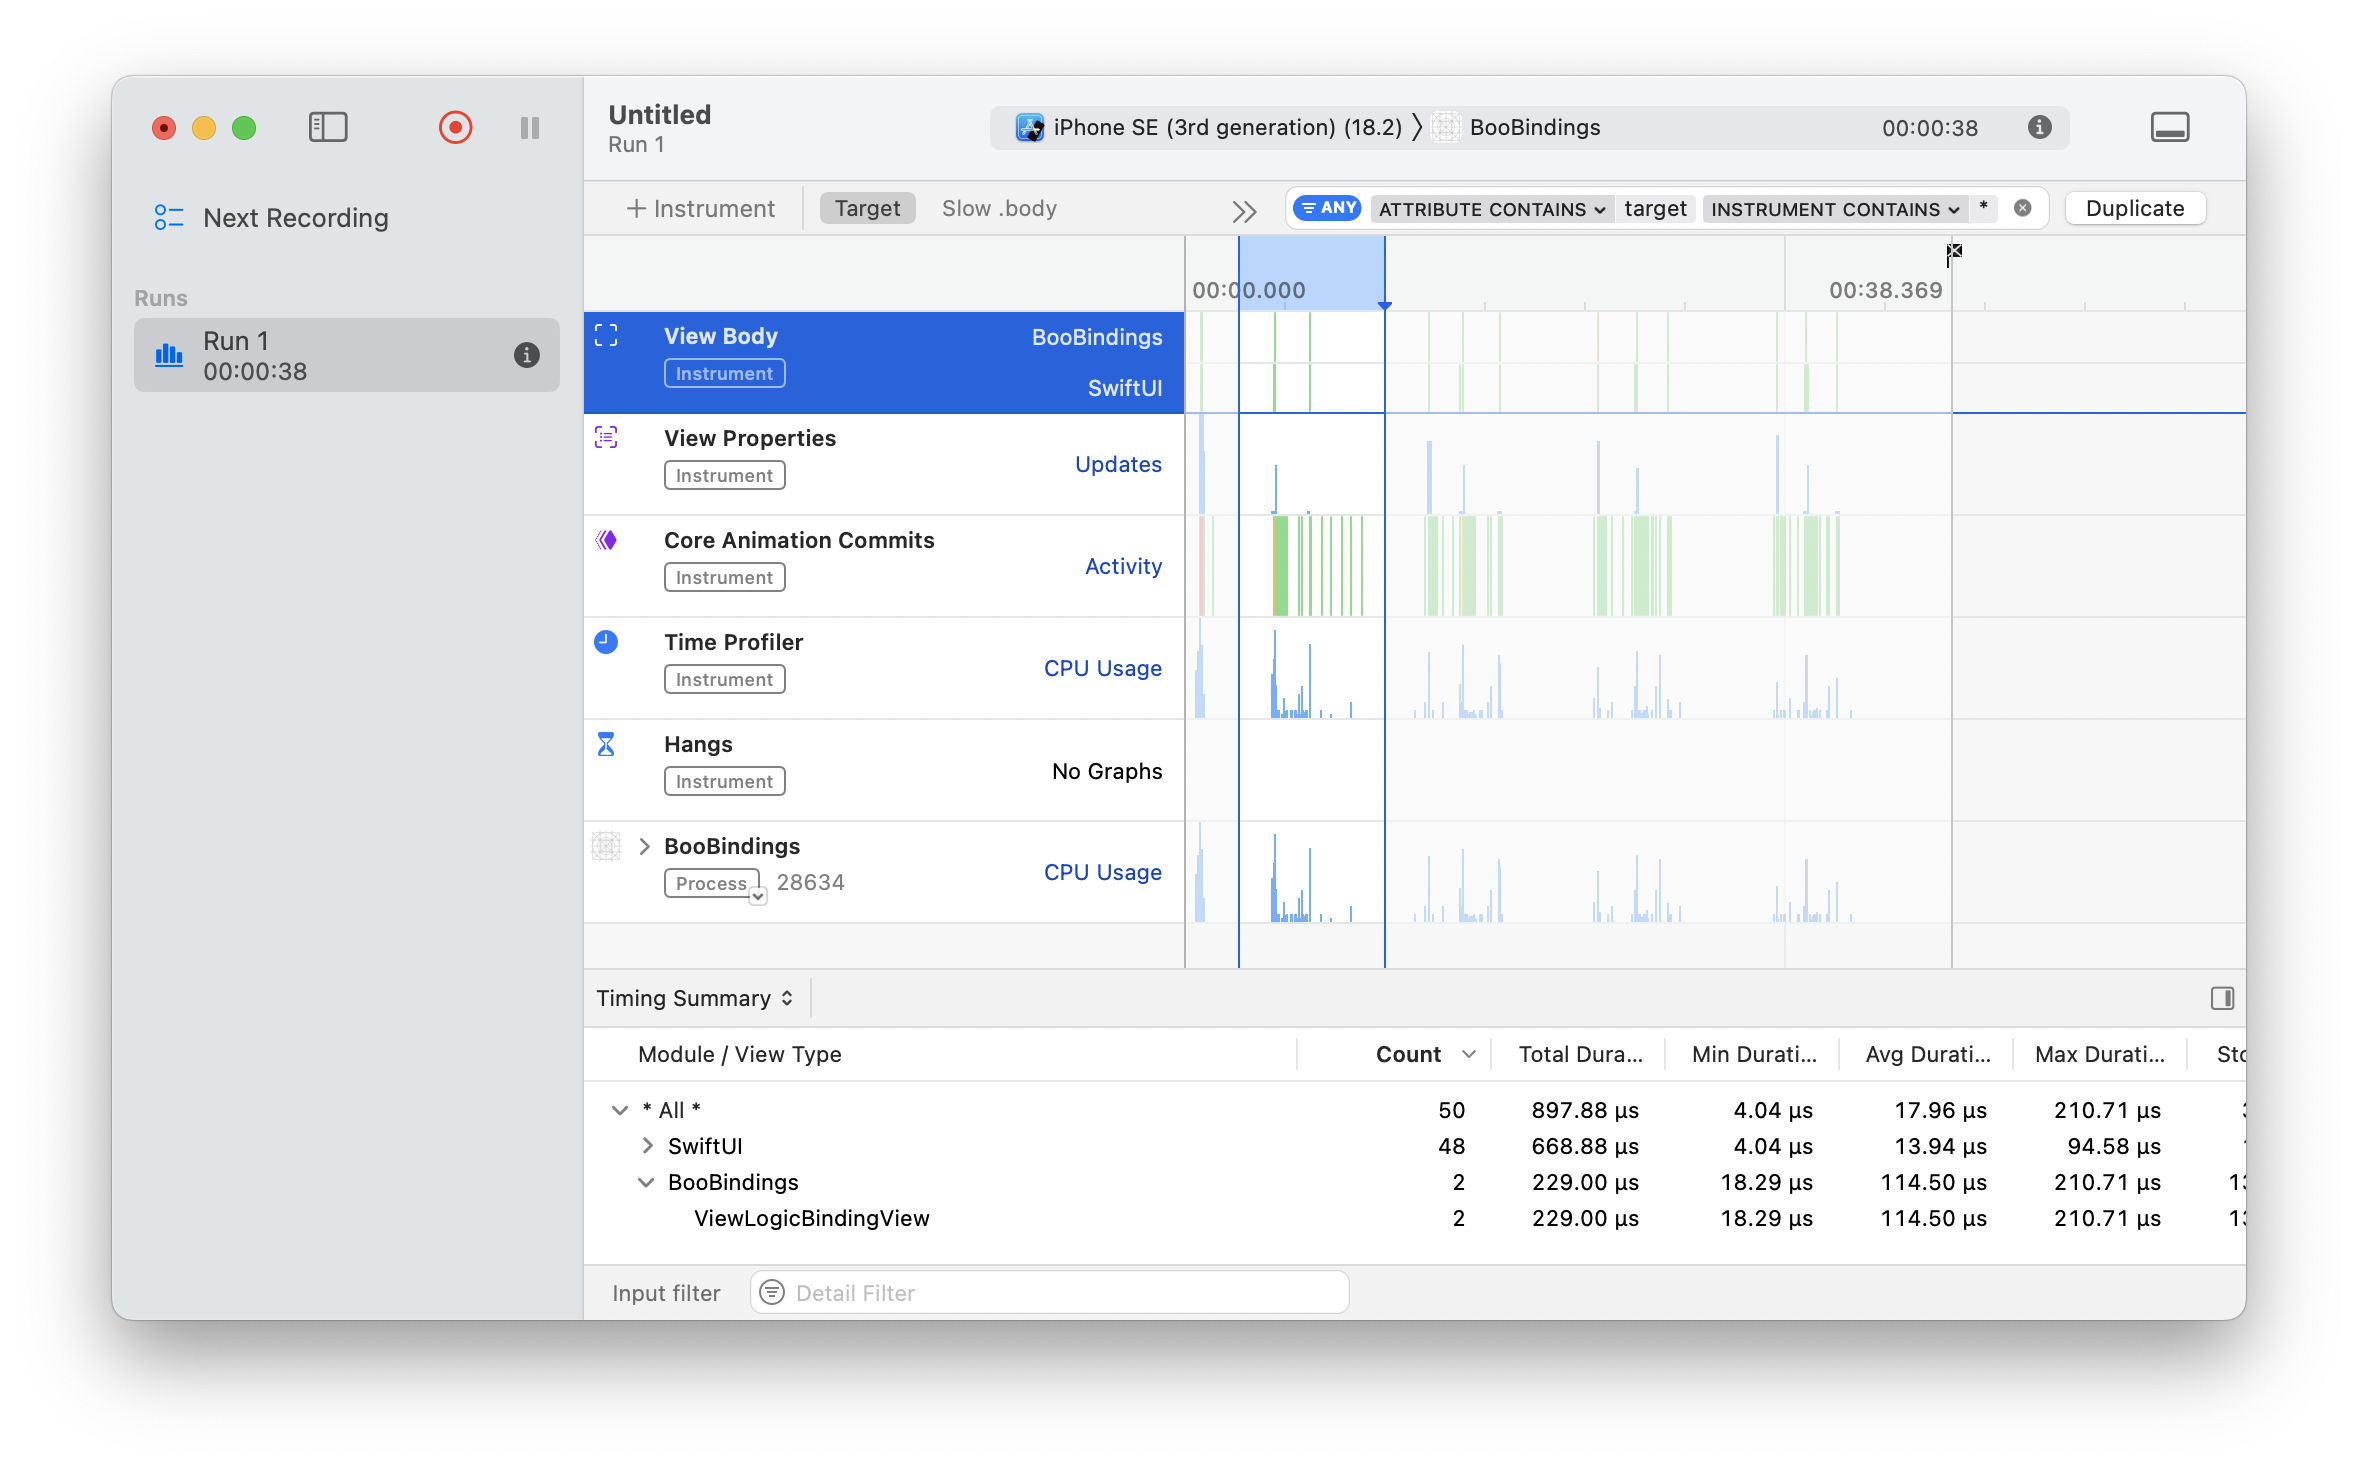 Untitled
Run 1
iPhone SE (3rd generation) (18.2) 〉 BooBindings 00:00:38
Next Recording
Runs
Run 1
00:00:38
+ Instrument Target Slow .body ANY ATTRIBUTE CONTAINS target INSTRUMENT CONTAINS * Duplicate
00:00.000 00:38.369
View Body BooBindings
Instrument
SwiftUI
View Properties
Instrument Updates
Core Animation Commits
Instrument Activity
Time Profiler
Instrument CPU Usage
Hangs
Instrument No Graphs
BooBindings
Process 28634 CPU Usage
Timing Summary
Module / View Type Count Total Dura... Min Durati... Avg Durati... Max Durati...
* All * 50 897.88 µs 4.04 µs 17.96 µs 210.71 µs
SwiftUI 48 668.88 µs 4.04 µs 13.94 µs 94.58 µs
BooBindings 2 229.00 µs 18.29 µs 114.50 µs 210.71 µs
ViewLogicBindingView 2 229.00 µs 18.29 µs 114.50 µs 210.71 µs
Input filter Detail Filter